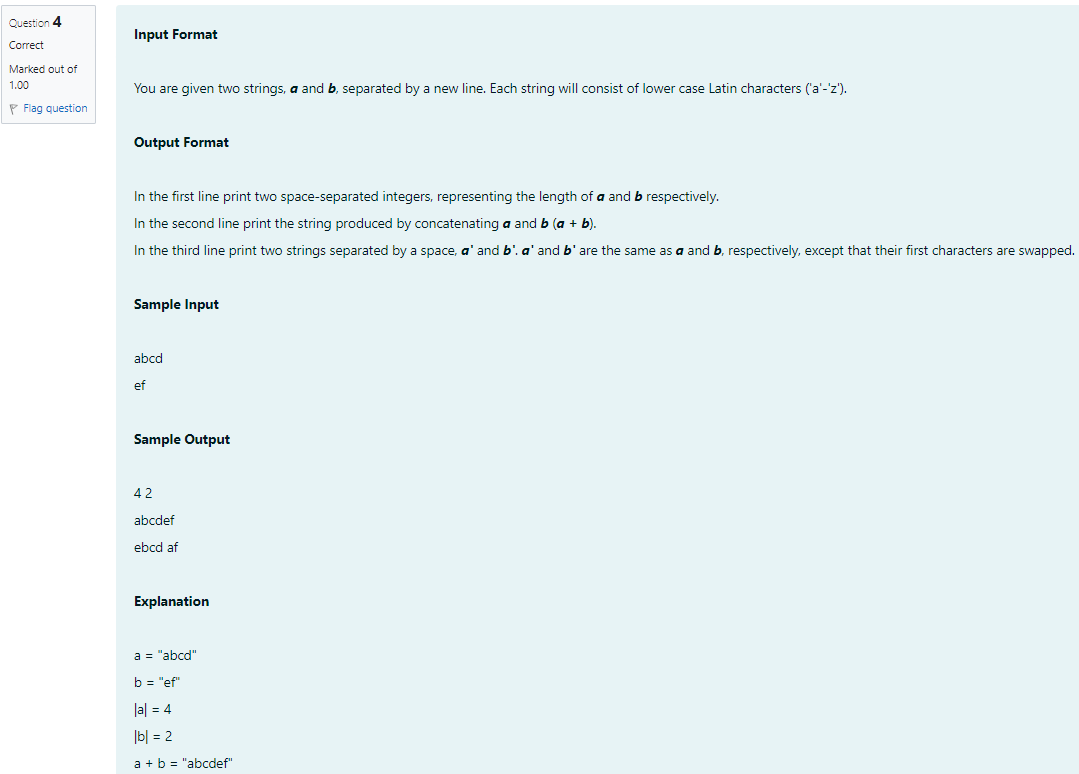 Question 4
Correct
Marked out of
1.00
Flag question
Input Format
You are given two strings, a and b, separated by a new line. Each string will consist of lower case Latin characters ('a'-'z').
Output Format
In the first line print two space-separated integers, representing the length of a and b respectively.
In the second line print the string produced by concatenating a and b (a + b).
In the third line print two strings separated by a space, a' and b'. a' and b' are the same as a and b, respectively, except that their first characters are swapped.
Sample Input
abcd
ef
Sample Output
4 2
abcdef
ebcd af
Explanation
a = "abcd"
b = "ef"
|a| = 4
|b| = 2
a + b = "abcdef"